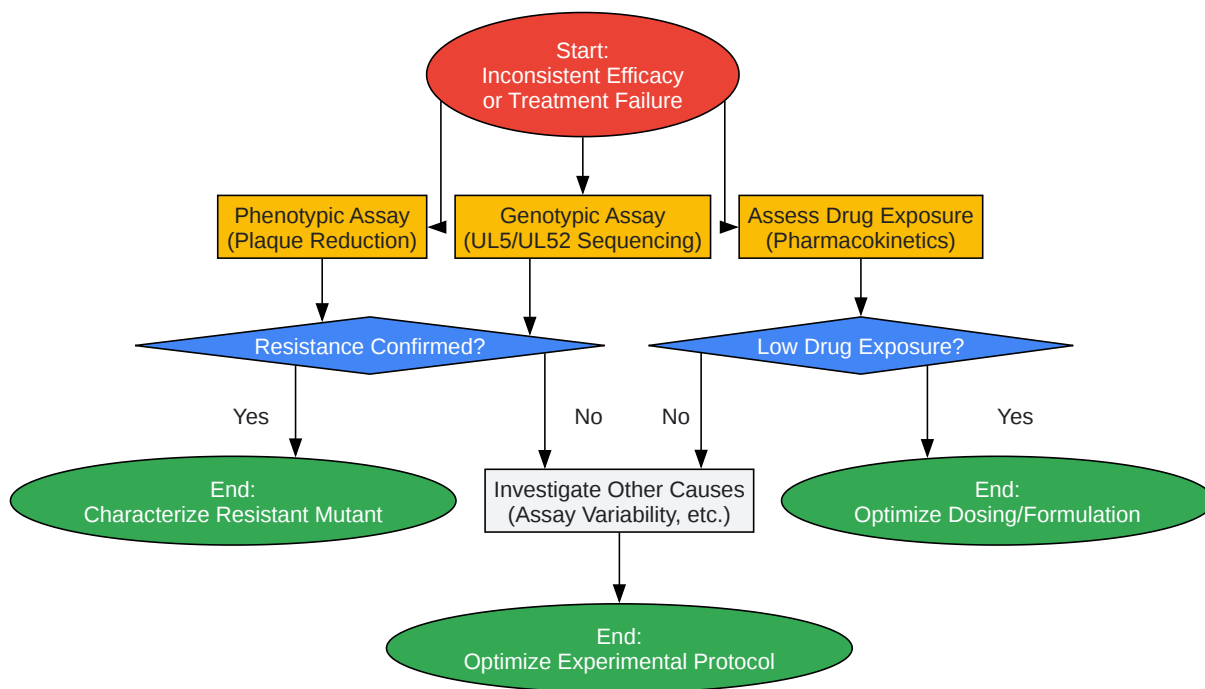 Start:
Inconsistent Efficacy
or Treatment Failure
Phenotypic Assay
(Plaque Reduction)
Genotypic Assay
(UL5/UL52 Sequencing)
Assess Drug Exposure
(Pharmacokinetics)
Resistance Confirmed?
Low Drug Exposure?
Yes
No
No
Yes
End:
Characterize Resistant Mutant
Investigate Other Causes
(Assay Variability, etc.)
End:
Optimize Dosing/Formulation
End:
Optimize Experimental Protocol